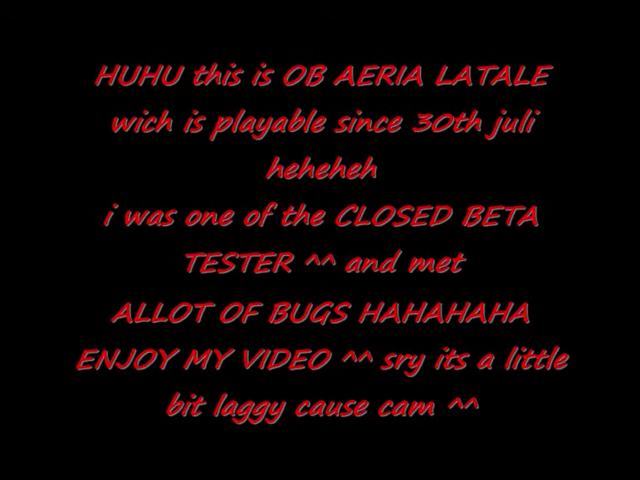 HUHU this is OB AERIA LATALE
wich is playable since 30th juli
heheheh
i was one of the CLOSED BETA
TESTER ^^ and met
ALLOT OF BUGS HAHAHAHA
ENJOY MY VIDEO ^^ sry its a little
bit laggy cause cam ^^